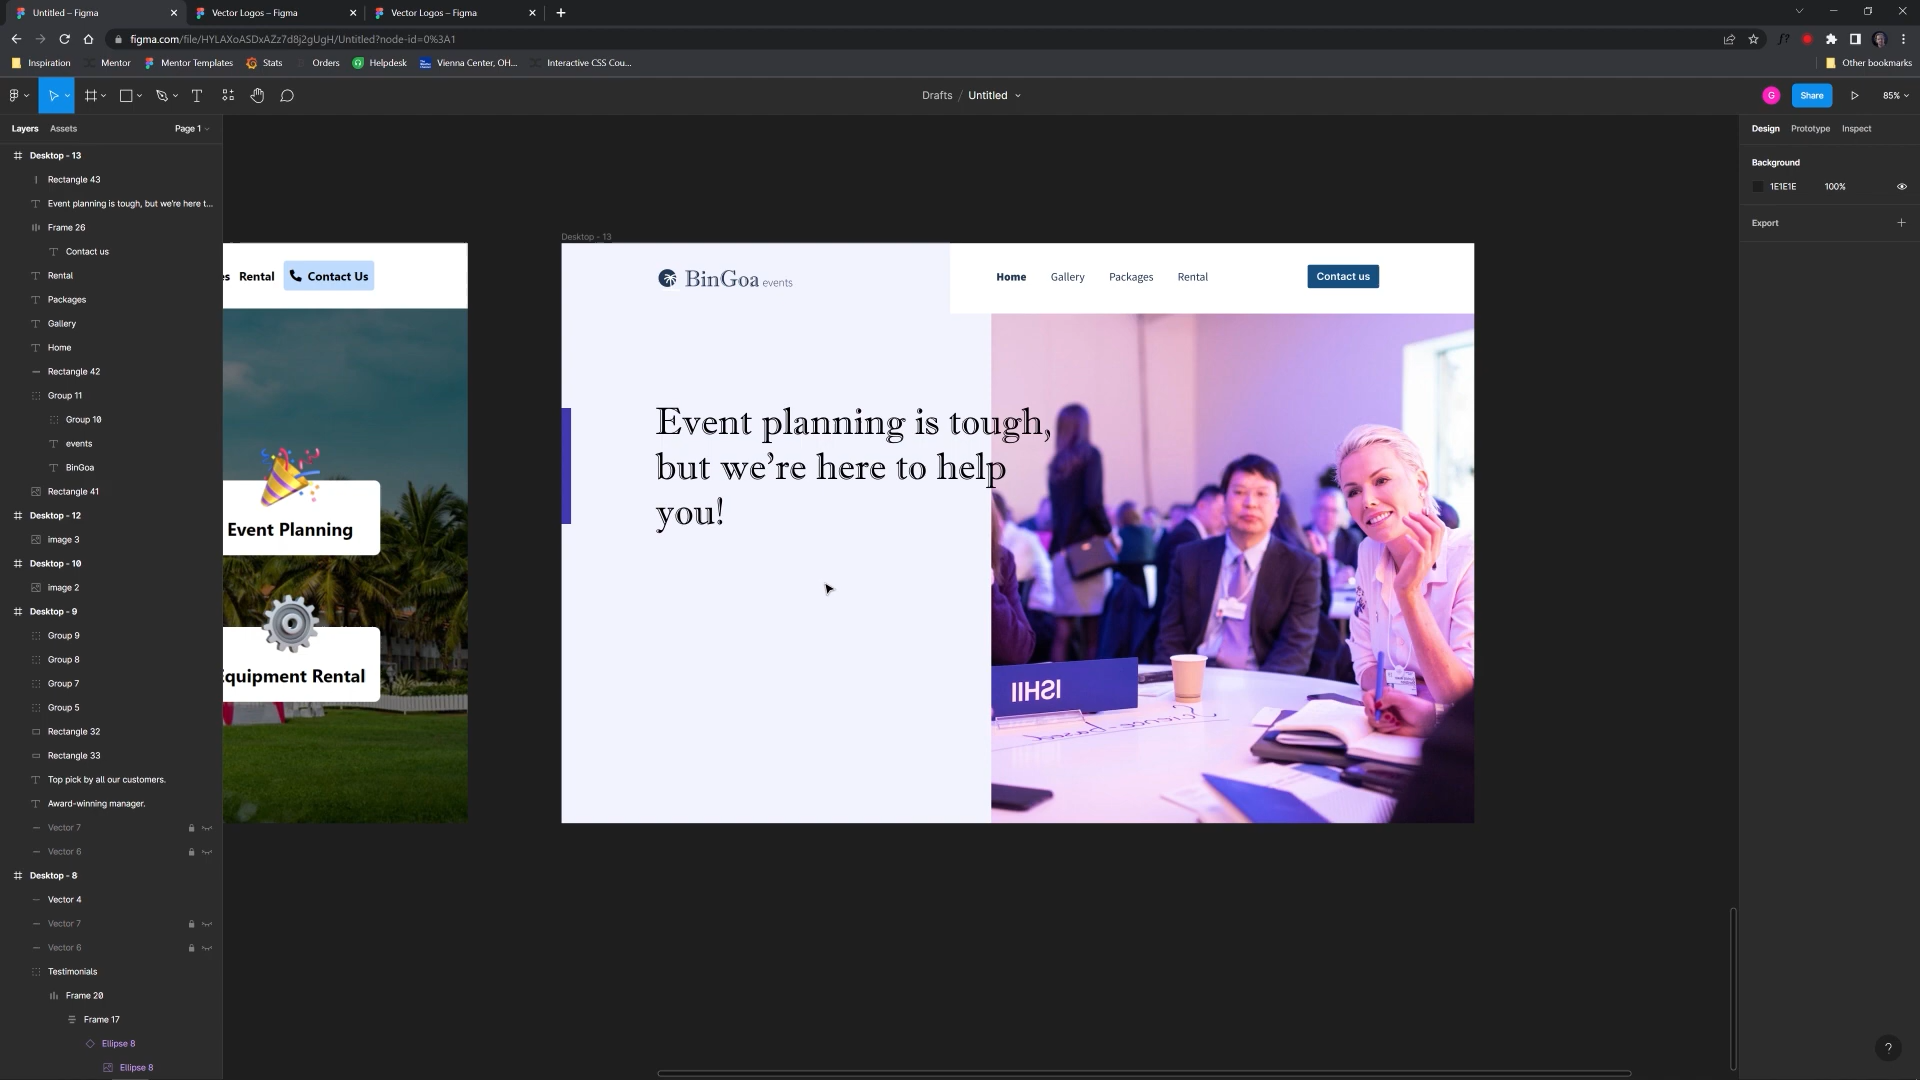 Untitled – Figma
Vector Logos – Figma
Vector Logos – Figma
figma.com/file/HYLAXoASDxAZz7d8j2gUgH/Untitled?node-id=0%3A1
Inspiration
Mentor
Mentor Templates
Stats
Orders
Helpdesk
Vienna Center, OH...
Interactive CSS Cou...
Other bookmarks
Drafts / Untitled
G
Share
85%
Layers
Assets
Page 1
Design
Prototype
Inspect
Background
1E1E1E
100%
Export
Desktop - 13
Rectangle 43
Event planning is tough, but we're here t...
Frame 26
Contact us
Rental
Packages
Gallery
Home
Rectangle 42
Group 11
Group 10
events
BinGoa
Rectangle 41
Desktop - 12
image 3
Desktop - 10
image 2
Desktop - 9
Group 9
Group 8
Group 7
Group 5
Rectangle 32
Rectangle 33
Top pick by all our customers.
Award-winning manager.
Vector 7
Vector 6
Desktop - 8
Vector 4
Vector 7
Vector 6
Testimonials
Frame 20
Frame 17
Ellipse 8
Ellipse 8
es Rental Contact Us
Event Planning
Equipment Rental
Desktop - 13
BinGoa events
Home
Gallery
Packages
Rental
Contact us
Event planning is tough,
but we're here to help
you!
?